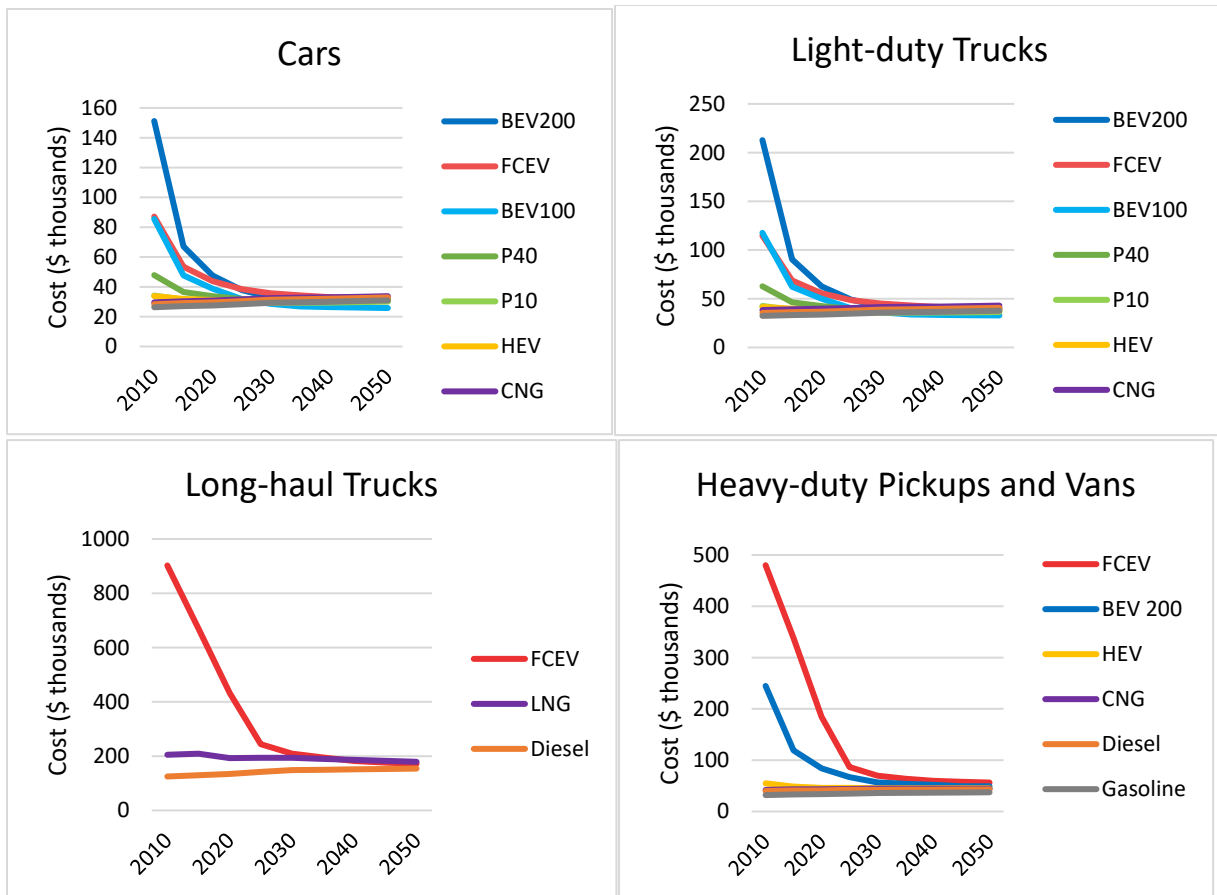 Cars
Cost ($ thousands)
160
140
120
100
80
60
40
20
0
2010
2020
2030
2040
2050
BEV200
FCEV
BEV100
P40
P10
HEV
CNG
Light-duty Trucks
Cost ($ thousands)
250
200
150
100
50
0
2010
2020
2030
2040
2050
BEV200
FCEV
BEV100
P40
P10
HEV
CNG
Long-haul Trucks
Cost ($ thousands)
1000
800
600
400
200
0
2010
2020
2030
2040
2050
FCEV
LNG
Diesel
Heavy-duty Pickups and Vans
Cost ($ thousands)
500
400
300
200
100
0
2010
2020
2030
2040
2050
FCEV
BEV 200
HEV
CNG
Diesel
Gasoline